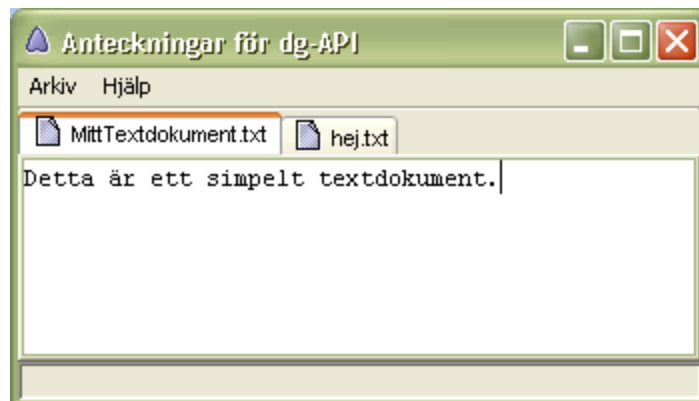 Anteckningar för dg-API
Arkiv Hjälp
MittTextdokument.txt hej.txt
Detta är ett simpelt textdokument.